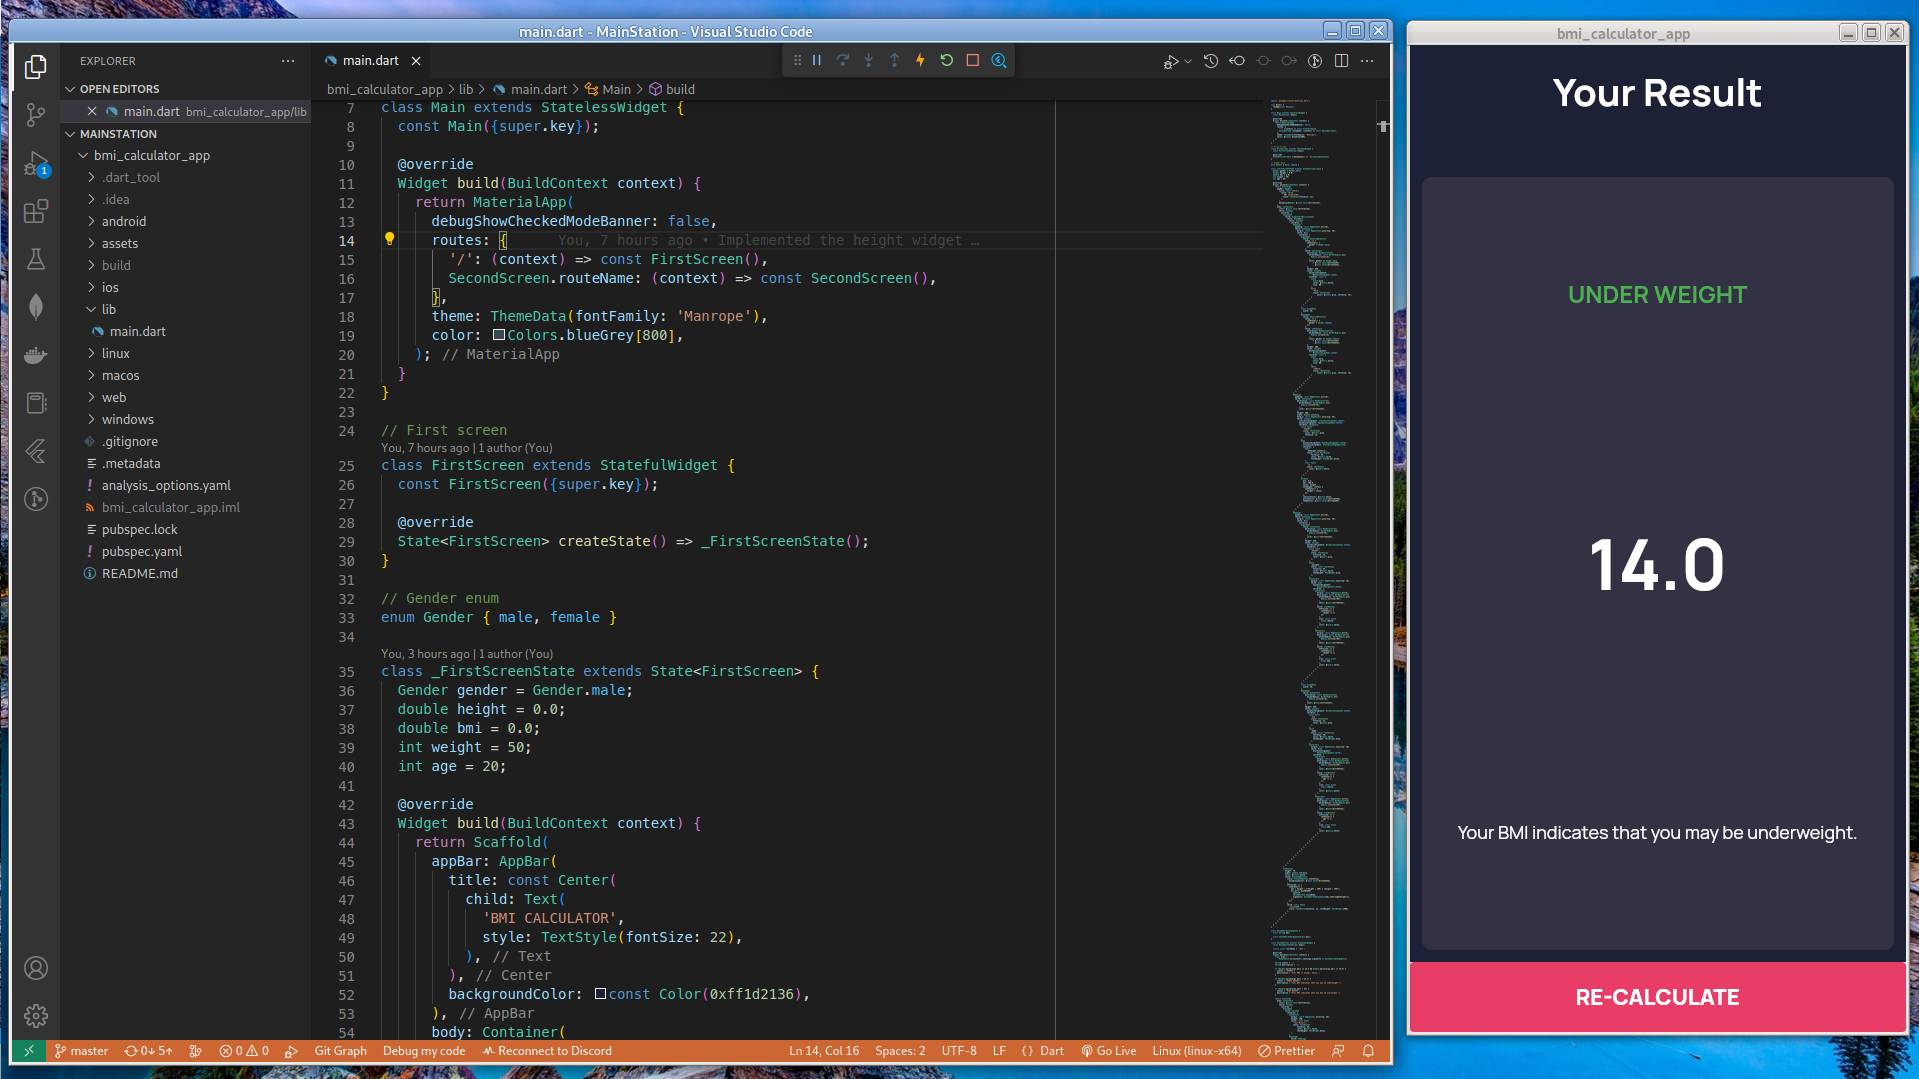 main.dart - MainStation - Visual Studio Code
EXPLORER
OPEN EDITORS
main.dart bmi_calculator_app/lib
MAINSTATION
bmi_calculator_app
.dart_tool
.idea
android
assets
build
ios
lib
main.dart
linux
macos
web
windows
.gitignore
.metadata
analysis_options.yaml
bmi_calculator_app.iml
pubspec.lock
pubspec.yaml
README.md
1
main.dart
bmi_calculator_app > lib > main.dart > Main > build
7 class Main extends StatelessWidget {
8 const Main({super.key});
9
10 @override
11 Widget build(BuildContext context) {
12 return MaterialApp(
13 debugShowCheckedModeBanner: false,
14 routes: { You, 7 hours ago • Implemented the height widget …
15 '/': (context) => const FirstScreen(),
16 SecondScreen.routeName: (context) => const SecondScreen(),
17 },
18 theme: ThemeData(fontFamily: 'Manrope'),
19 color: Colors.blueGrey[800],
20 ); // MaterialApp
21 }
22 }
23
24 // First screen
You, 7 hours ago | 1 author (You)
25 class FirstScreen extends StatefulWidget {
26 const FirstScreen({super.key});
27
28 @override
29 State<FirstScreen> createState() => _FirstScreenState();
30 }
31
32 // Gender enum
33 enum Gender { male, female }
34
You, 3 hours ago | 1 author (You)
35 class _FirstScreenState extends State<FirstScreen> {
36 Gender gender = Gender.male;
37 double height = 0.0;
38 double bmi = 0.0;
39 int weight = 50;
40 int age = 20;
41
42 @override
43 Widget build(BuildContext context) {
44 return Scaffold(
45 appBar: AppBar(
46 title: const Center(
47 child: Text(
48 'BMI CALCULATOR',
49 style: TextStyle(fontSize: 22),
50 ), // Text
51 ), // Center
52 backgroundColor: const Color(0xff1d2136),
53 ), // AppBar
54 body: Container(
master 0↓ 5↑ 0 0 Git Graph Debug my code Reconnect to Discord Ln 14, Col 16 Spaces: 2 UTF-8 LF {} Dart Go Live Linux (linux-x64) Prettier
bmi_calculator_app
Your Result
UNDER WEIGHT
14.0
Your BMI indicates that you may be underweight.
RE-CALCULATE